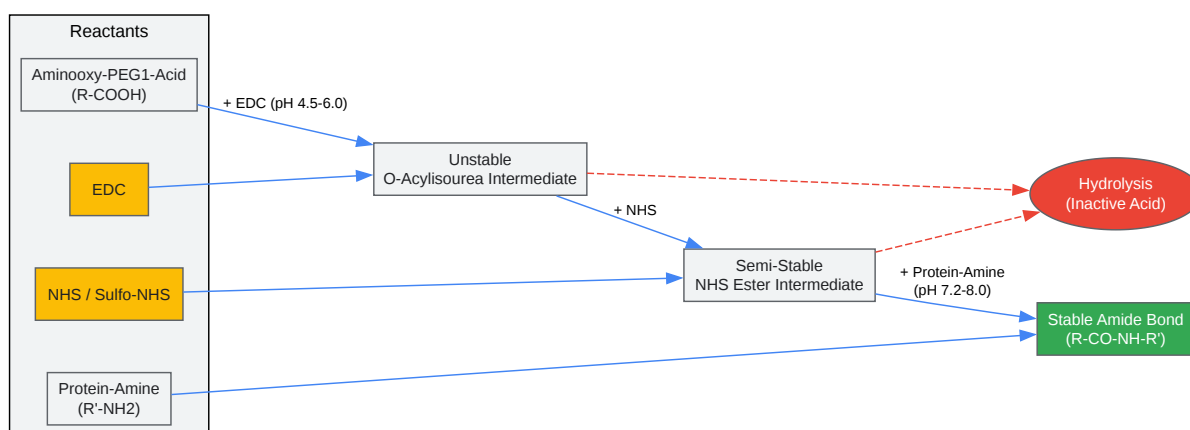 Reactants
Aminooxy-PEG1-Acid
(R-COOH)
+ EDC (pH 4.5-6.0)
Unstable
O-Acylisourea Intermediate
EDC
Hydrolysis
(Inactive Acid)
+ NHS
Semi-Stable
NHS Ester Intermediate
NHS / Sulfo-NHS
+ Protein-Amine
(pH 7.2-8.0)
Stable Amide Bond
(R-CO-NH-R')
Protein-Amine
(R'-NH2)